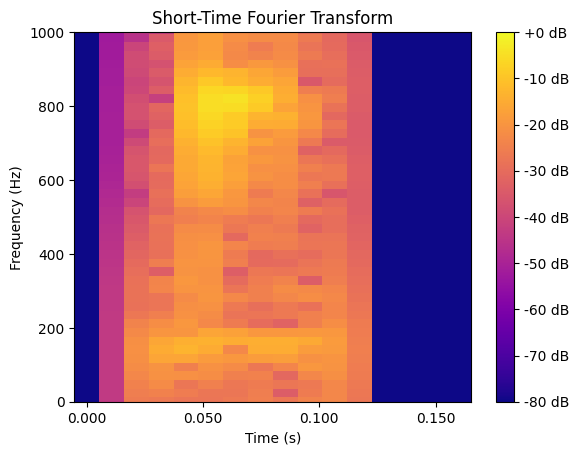 Short-Time Fourier Transform
1000
800
600
400
200
0
Frequency (Hz)
0.000
0.050
0.100
0.150
Time (s)
+0 dB
-10 dB
-20 dB
-30 dB
-40 dB
-50 dB
-60 dB
-70 dB
-80 dB